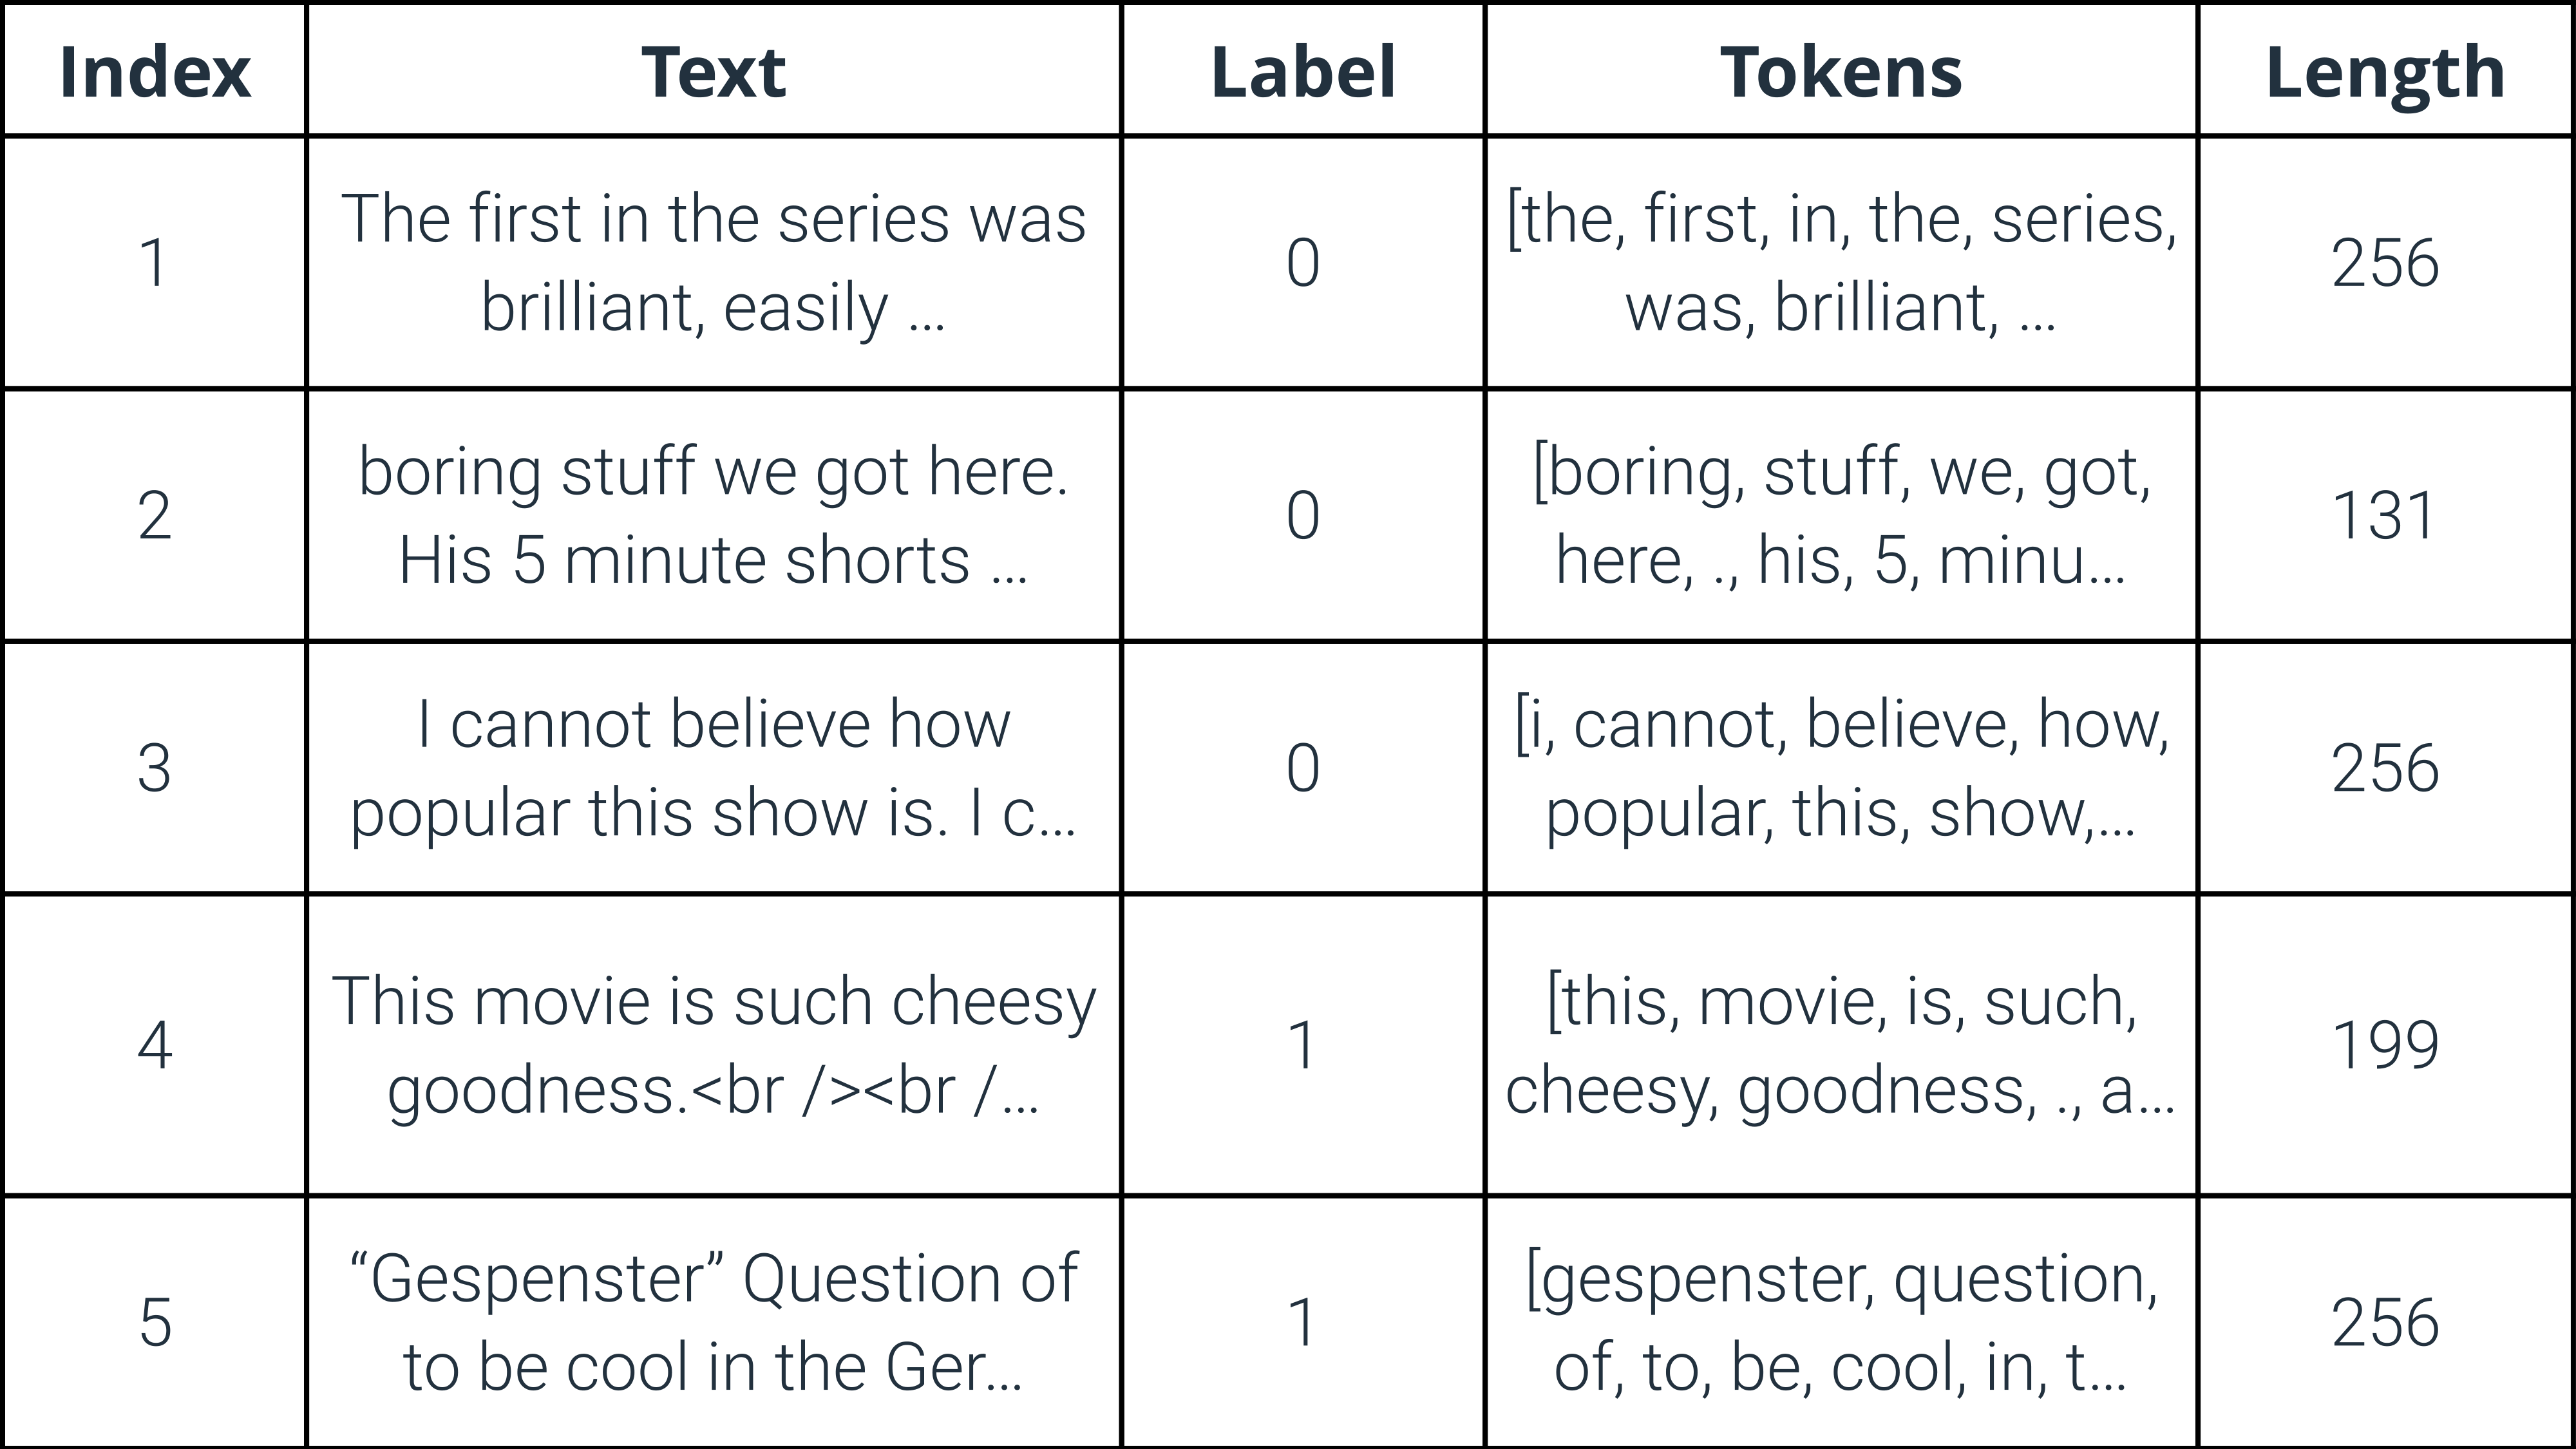 Index Text Label Tokens Length
1 The first in the series was brilliant, easily ... 0 [the, first, in, the, series, was, brilliant, ... 256
2 boring stuff we got here. His 5 minute shorts ... 0 [boring, stuff, we, got, here, ., his, 5, minu... 131
3 I cannot believe how popular this show is. I c... 0 [i, cannot, believe, how, popular, this, show,... 256
4 This movie is such cheesy goodness.<br /><br /... 1 [this, movie, is, such, cheesy, goodness, ., a... 199
5 “Gespenster” Question of to be cool in the Ger... 1 [gespenster, question, of, to, be, cool, in, t... 256